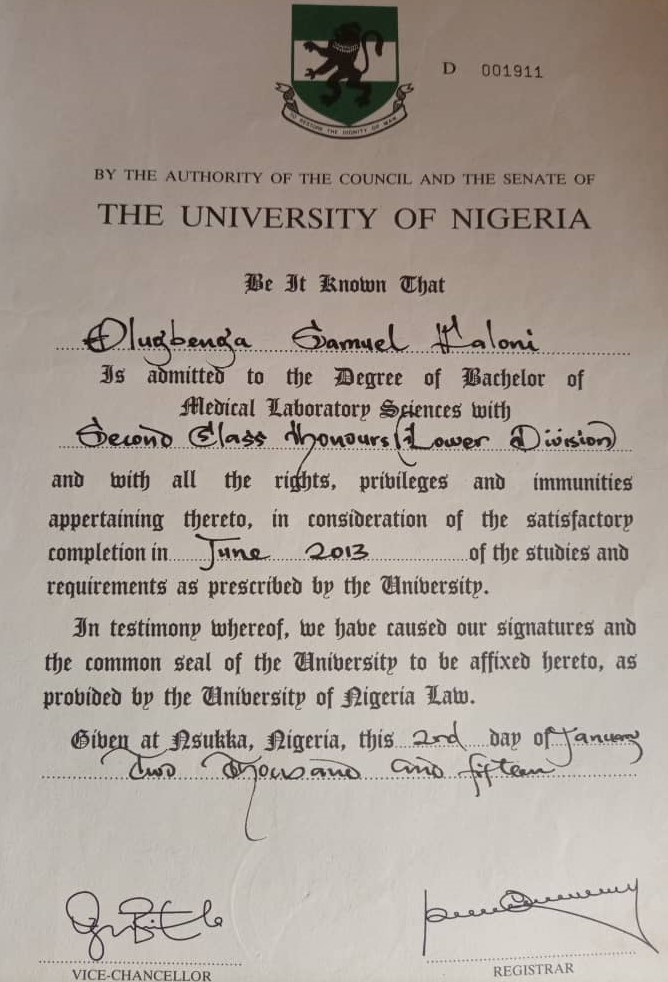 D 001911
TO RESTORE THE DIGNITY OF MAN
BY THE AUTHORITY OF THE COUNCIL AND THE SENATE OF
THE UNIVERSITY OF NIGERIA
Be It Known That
Olugbenga Samuel Haloni
Is admitted to the Degree of Bachelor of
Medical Laboratory Sciences with
Second Class Honours (Lower Division)
and with all the rights, privileges and immunities
appertaining thereto, in consideration of the satisfactory
completion in June 2013 of the studies and
requirements as prescribed by the University.
In testimony whereof, we have caused our signatures and
the common seal of the University to be affixed hereto, as
provided by the University of Nigeria Law.
Given at Nsukka, Nigeria, this 2nd day of January
Two Thousand and fifteen
VICE-CHANCELLOR
REGISTRAR